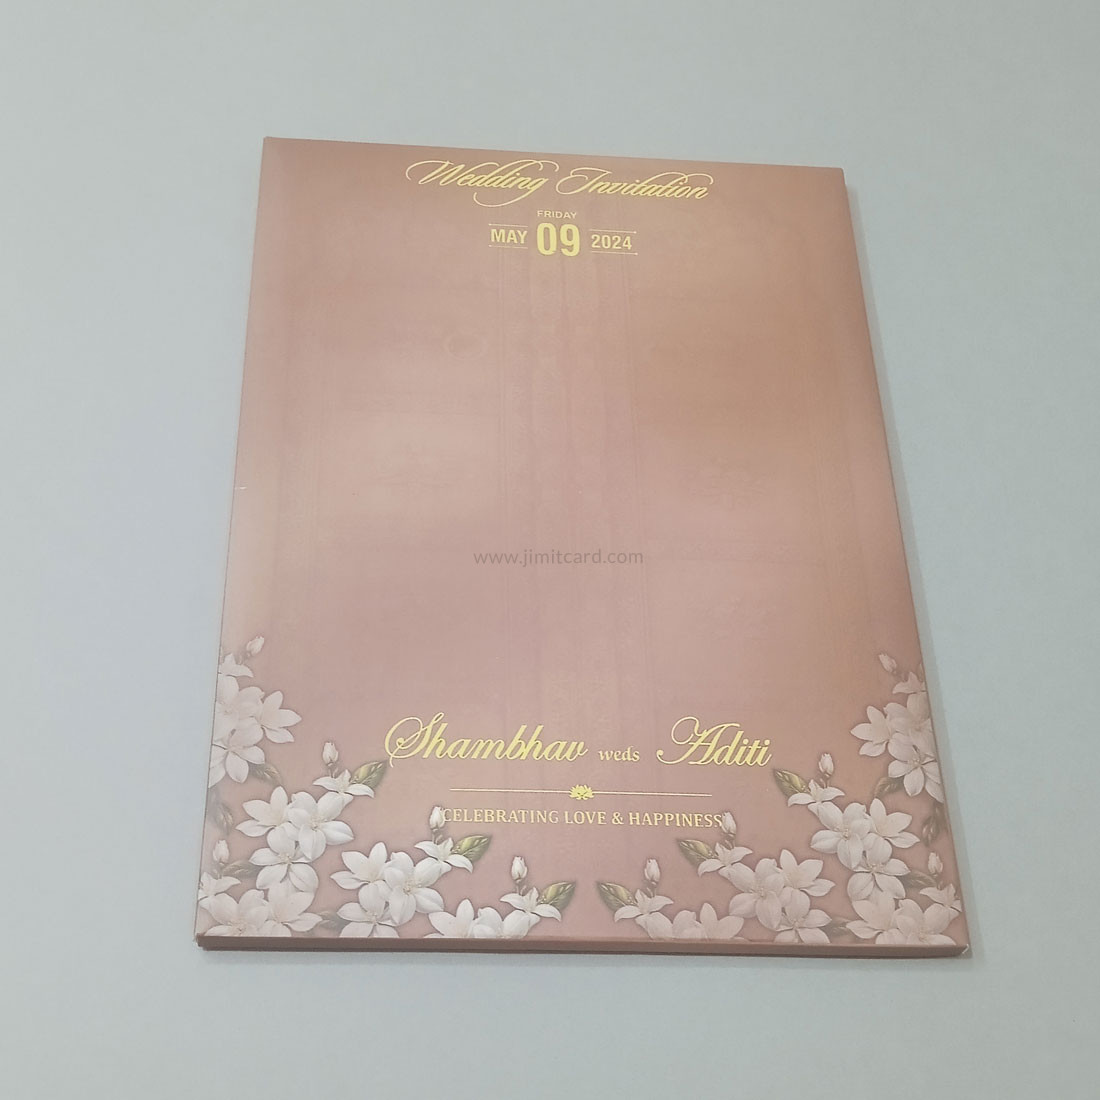 Wedding Invitation
FRIDAY
MAY 09 2024
www.jimitcard.com
Shambhav weds Aditi
CELEBRATING LOVE & HAPPINESS